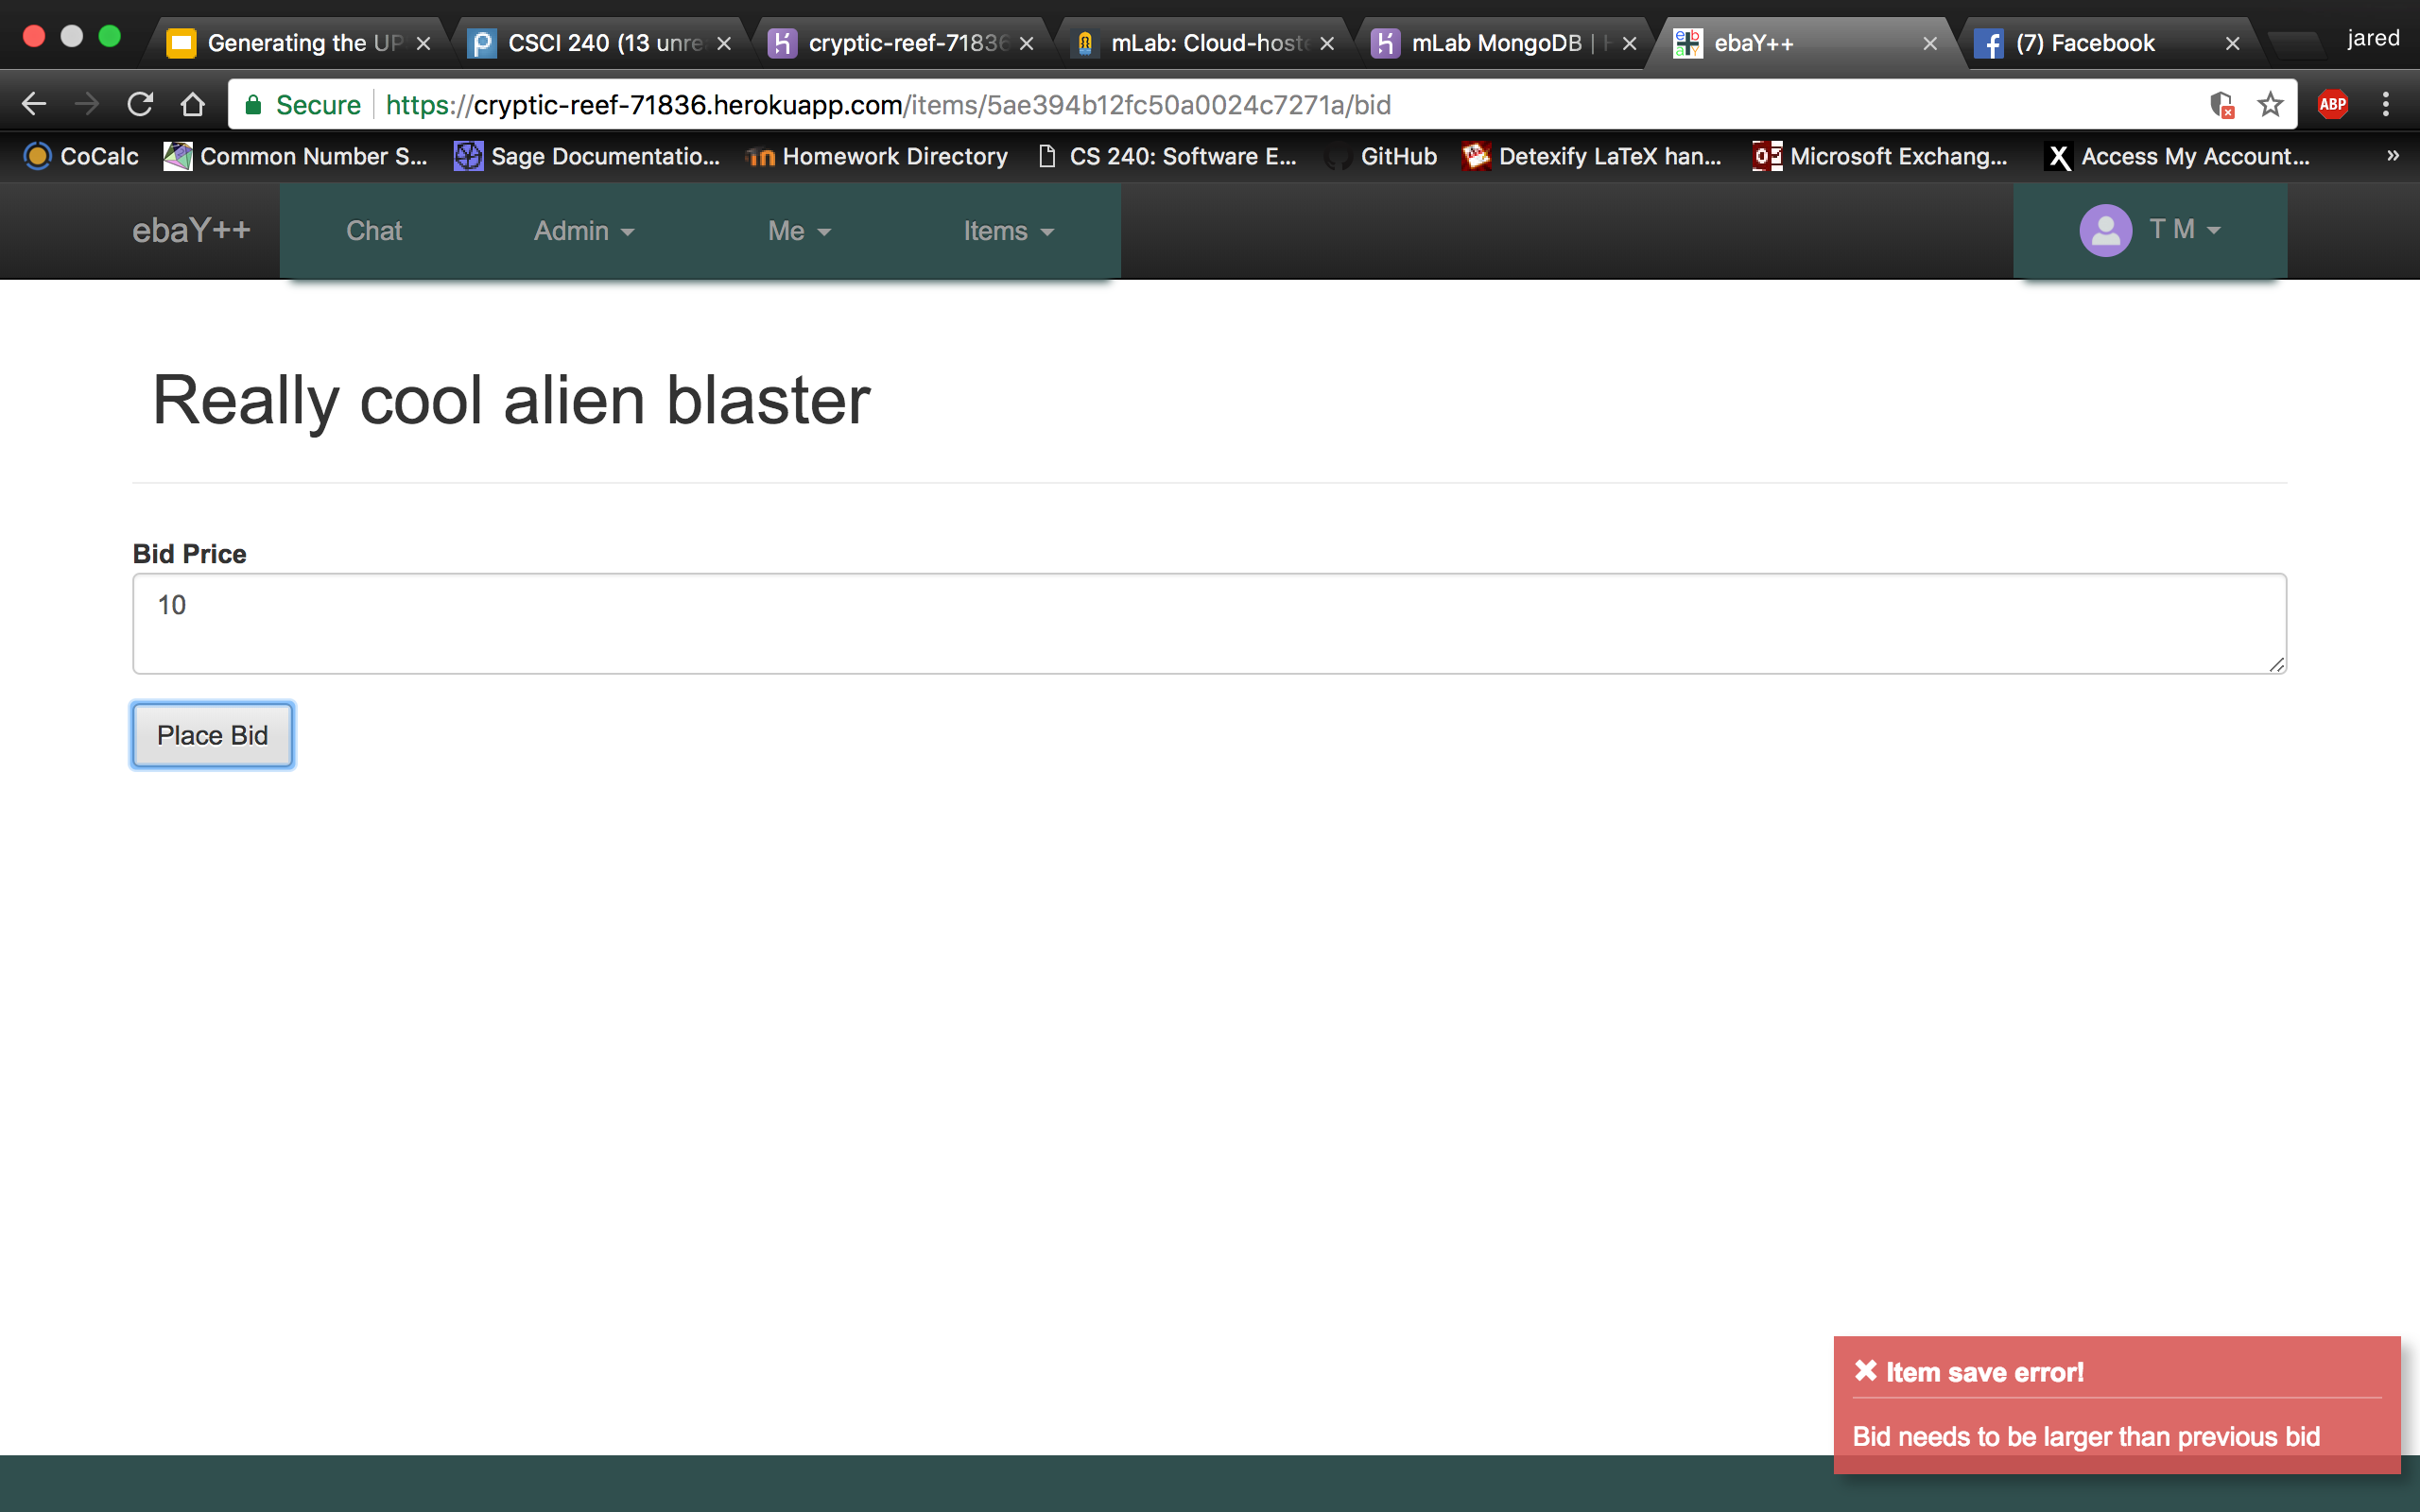 Generating the UP
CSCI 240 (13 unre
cryptic-reef-71836
mLab: Cloud-hoste
mLab MongoDB | H
ebaY++
(7) Facebook
jared
Secure
https://cryptic-reef-71836.herokuapp.com/items/5ae394b12fc50a0024c7271a/bid
ABP
CoCalc
Common Number S...
Sage Documentatio...
Homework Directory
CS 240: Software E...
GitHub
Detexify LaTeX han...
Microsoft Exchang...
Access My Account...
»
ebaY++
Chat
Admin
Me
Items
T M
Really cool alien blaster
Bid Price
10
Place Bid
Item save error!
Bid needs to be larger than previous bid